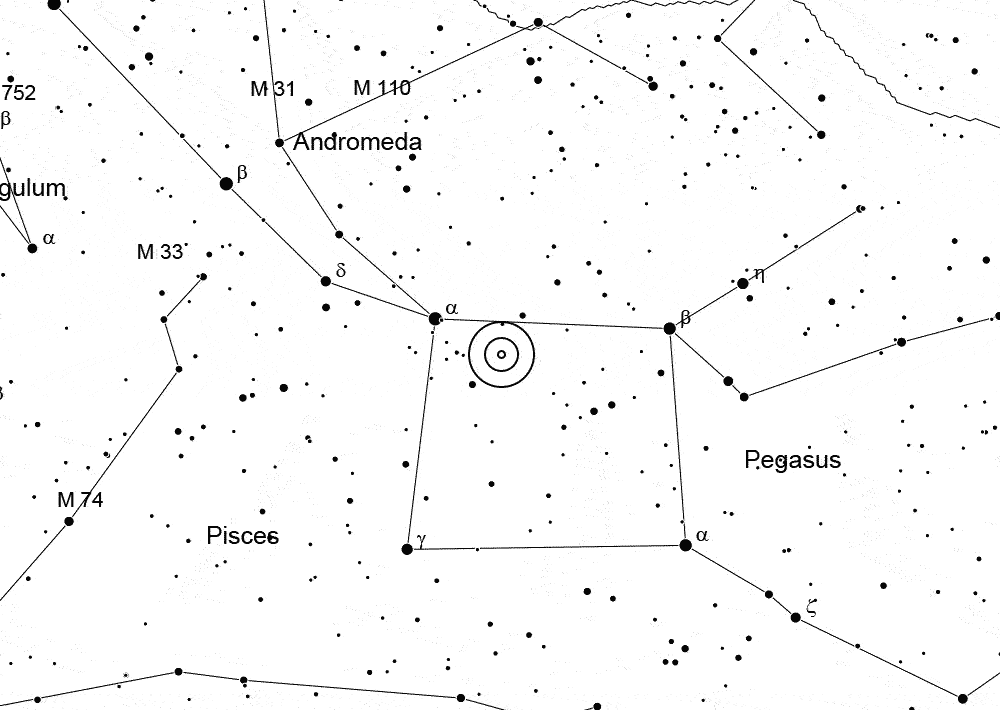 M 31
M 110
752
β
Andromeda
β
gulum
α
M 33
δ
η
α
β
β
Pegasus
M 74
Pisces
γ
α
ζ